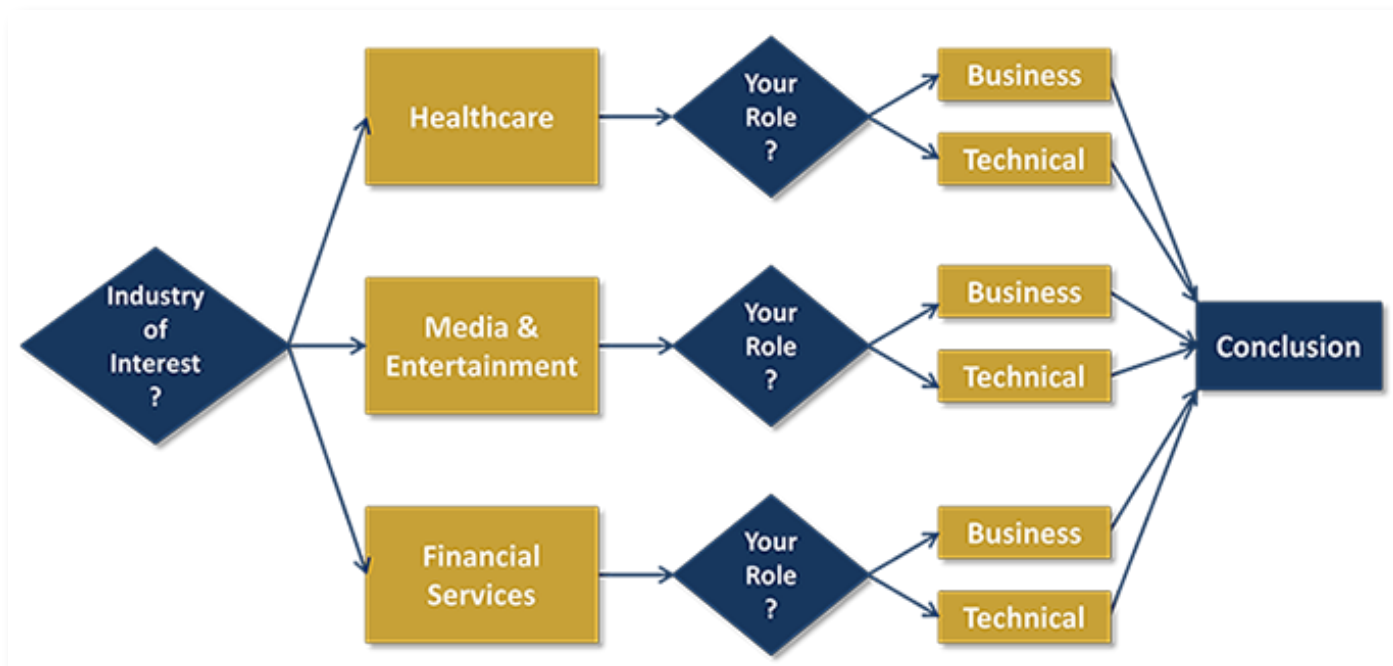 Industry
of
Interest
?
Healthcare
Your
Role
?
Business
Technical
Media &
Entertainment
Your
Role
?
Business
Technical
Financial
Services
Your
Role
?
Business
Technical
Conclusion